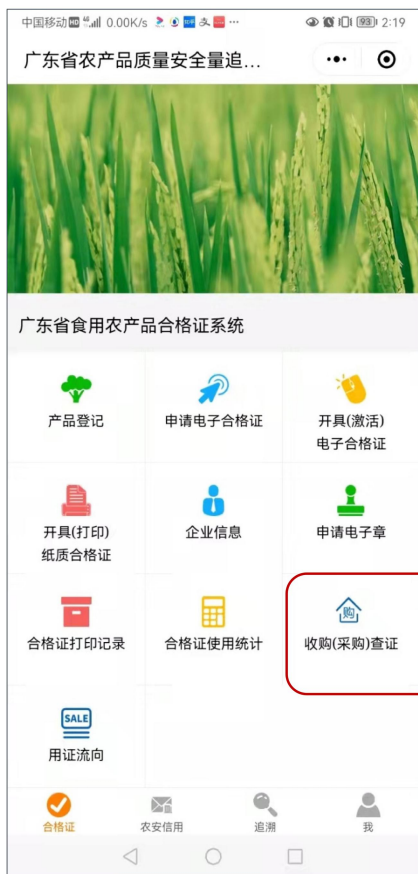 中国移动 HD 46 0.00K/s ... 93 2:19
广东省农产品质量安全量追...
广东省食用农产品合格证系统
产品登记
申请电子合格证
开具(激活)
电子合格证
开具(打印)
纸质合格证
企业信息
申请电子章
合格证打印记录
合格证使用统计
购
收购(采购)查证
SALE
用证流向
合格证
农安信用
追溯
我